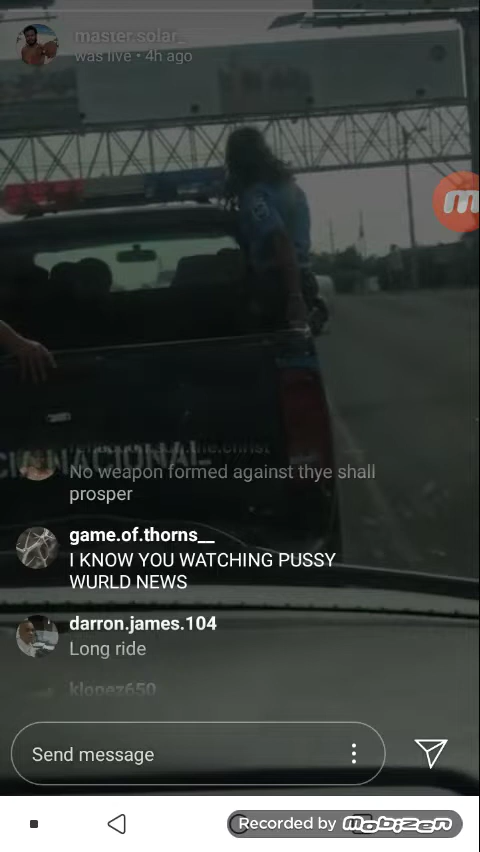 master.solar_
was live • 4h ago
NACIONAL
No weapon formed against thye shall
prosper
game.of.thorns__
I KNOW YOU WATCHING PUSSY
WURLD NEWS
darron.james.104
Long ride
klopez650
Send message
Recorded by Mobizen